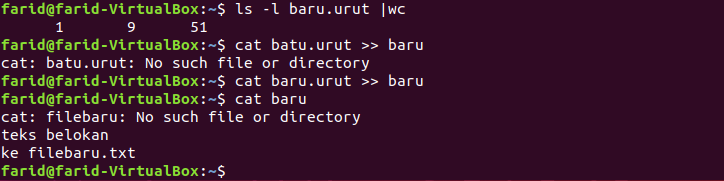 farid@farid-VirtualBox:~$ ls -l baru.urut |wc
      1       9      51
farid@farid-VirtualBox:~$ cat batu.urut >> baru
cat: batu.urut: No such file or directory
farid@farid-VirtualBox:~$ cat baru.urut >> baru
farid@farid-VirtualBox:~$ cat baru
cat: filebaru: No such file or directory
teks belokan
ke filebaru.txt
farid@farid-VirtualBox:~$